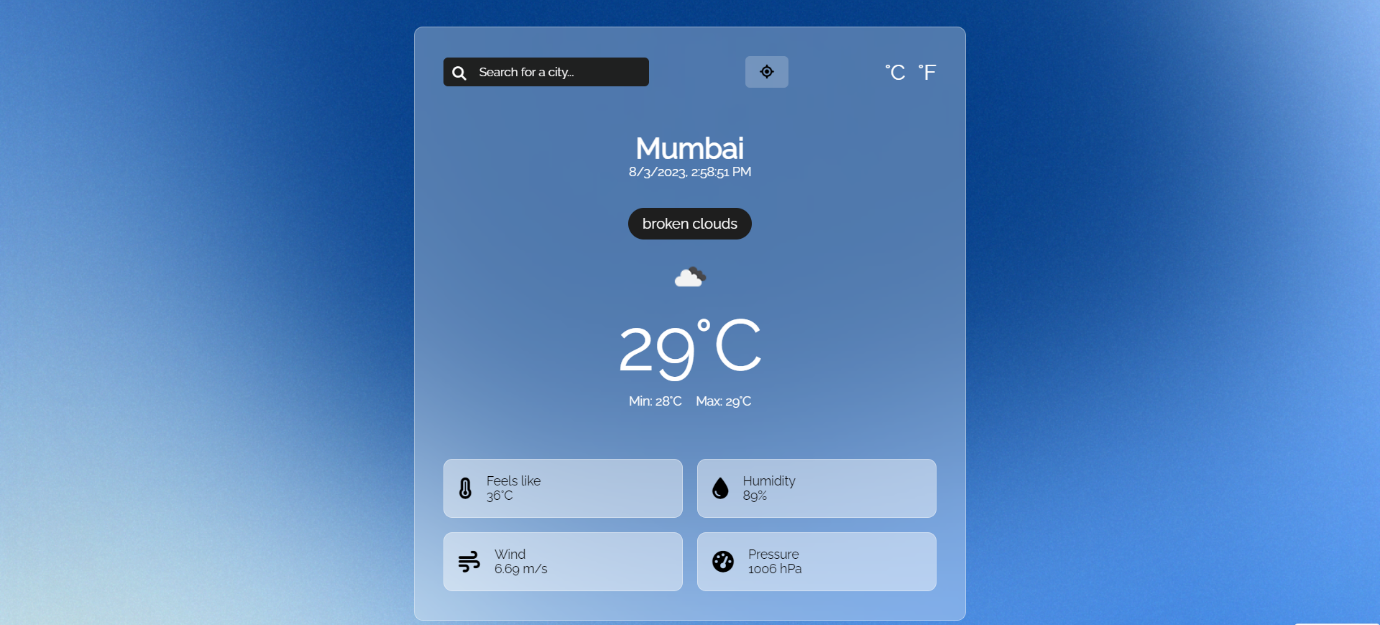 Search for a city...
°C °F
Mumbai
8/3/2023, 2:58:51 PM
broken clouds
29°C
Min: 28°C Max: 29°C
Feels like
36°C
Humidity
89%
Wind
6.69 m/s
Pressure
1006 hPa